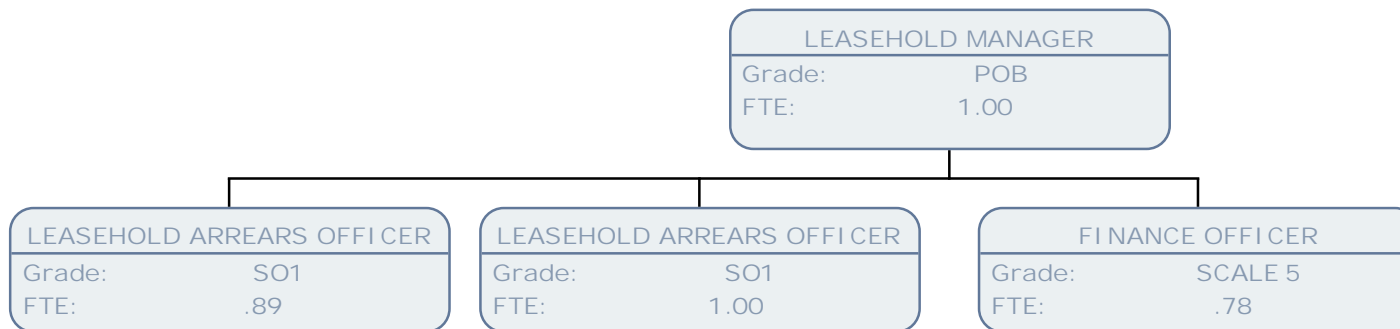 LEASEHOLD MANAGER
Grade: POB
FTE: 1.00
LEASEHOLD ARREARS OFFICER
Grade: SO1
FTE: .89
LEASEHOLD ARREARS OFFICER
Grade: SO1
FTE: 1.00
FINANCE OFFICER
Grade: SCALE 5
FTE: .78